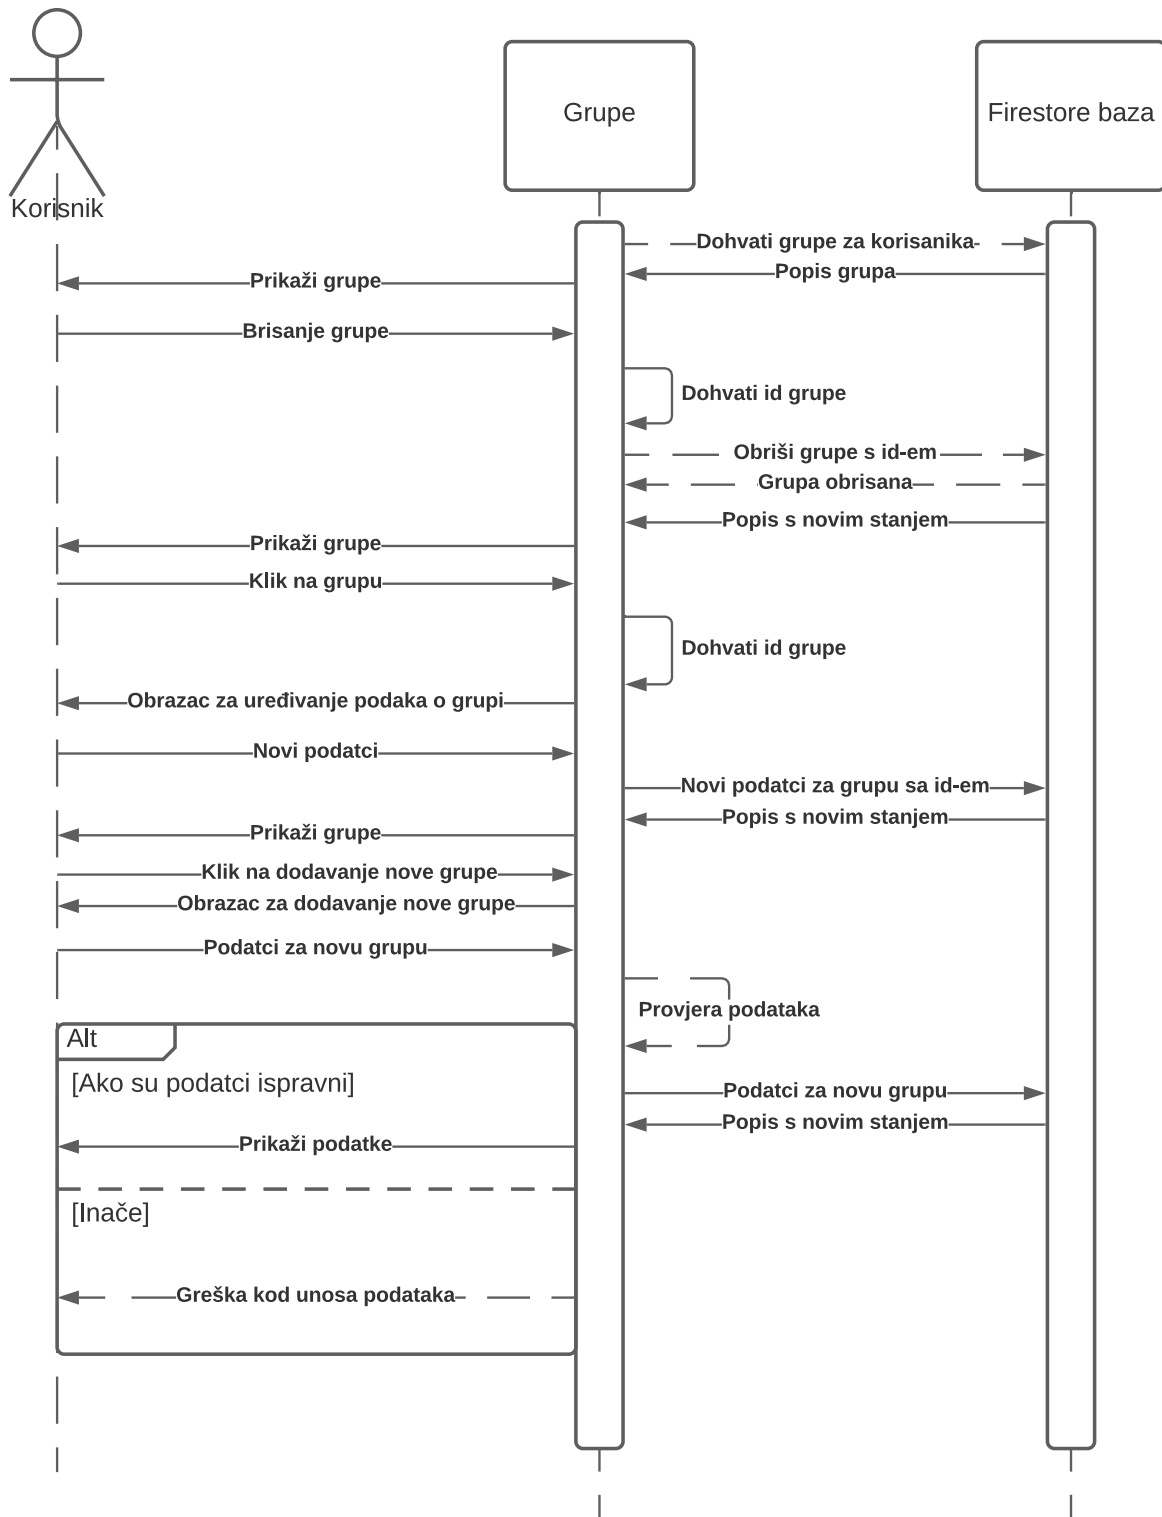 Grupe
Firestore baza
Korisnik
Dohvati grupe za korisanika
Popis grupa
Prikaži grupe
Brisanje grupe
Dohvati id grupe
Obriši grupe s id-em
Grupa obrisana
Popis s novim stanjem
Prikaži grupe
Klik na grupu
Dohvati id grupe
Obrazac za uređivanje podaka o grupi
Novi podatci
Novi podatci za grupu sa id-em
Popis s novim stanjem
Prikaži grupe
Klik na dodavanje nove grupe
Obrazac za dodavanje nove grupe
Podatci za novu grupu
Provjera podataka
Alt
[Ako su podatci ispravni]
Podatci za novu grupu
Popis s novim stanjem
Prikaži podatke
[Inače]
Greška kod unosa podataka